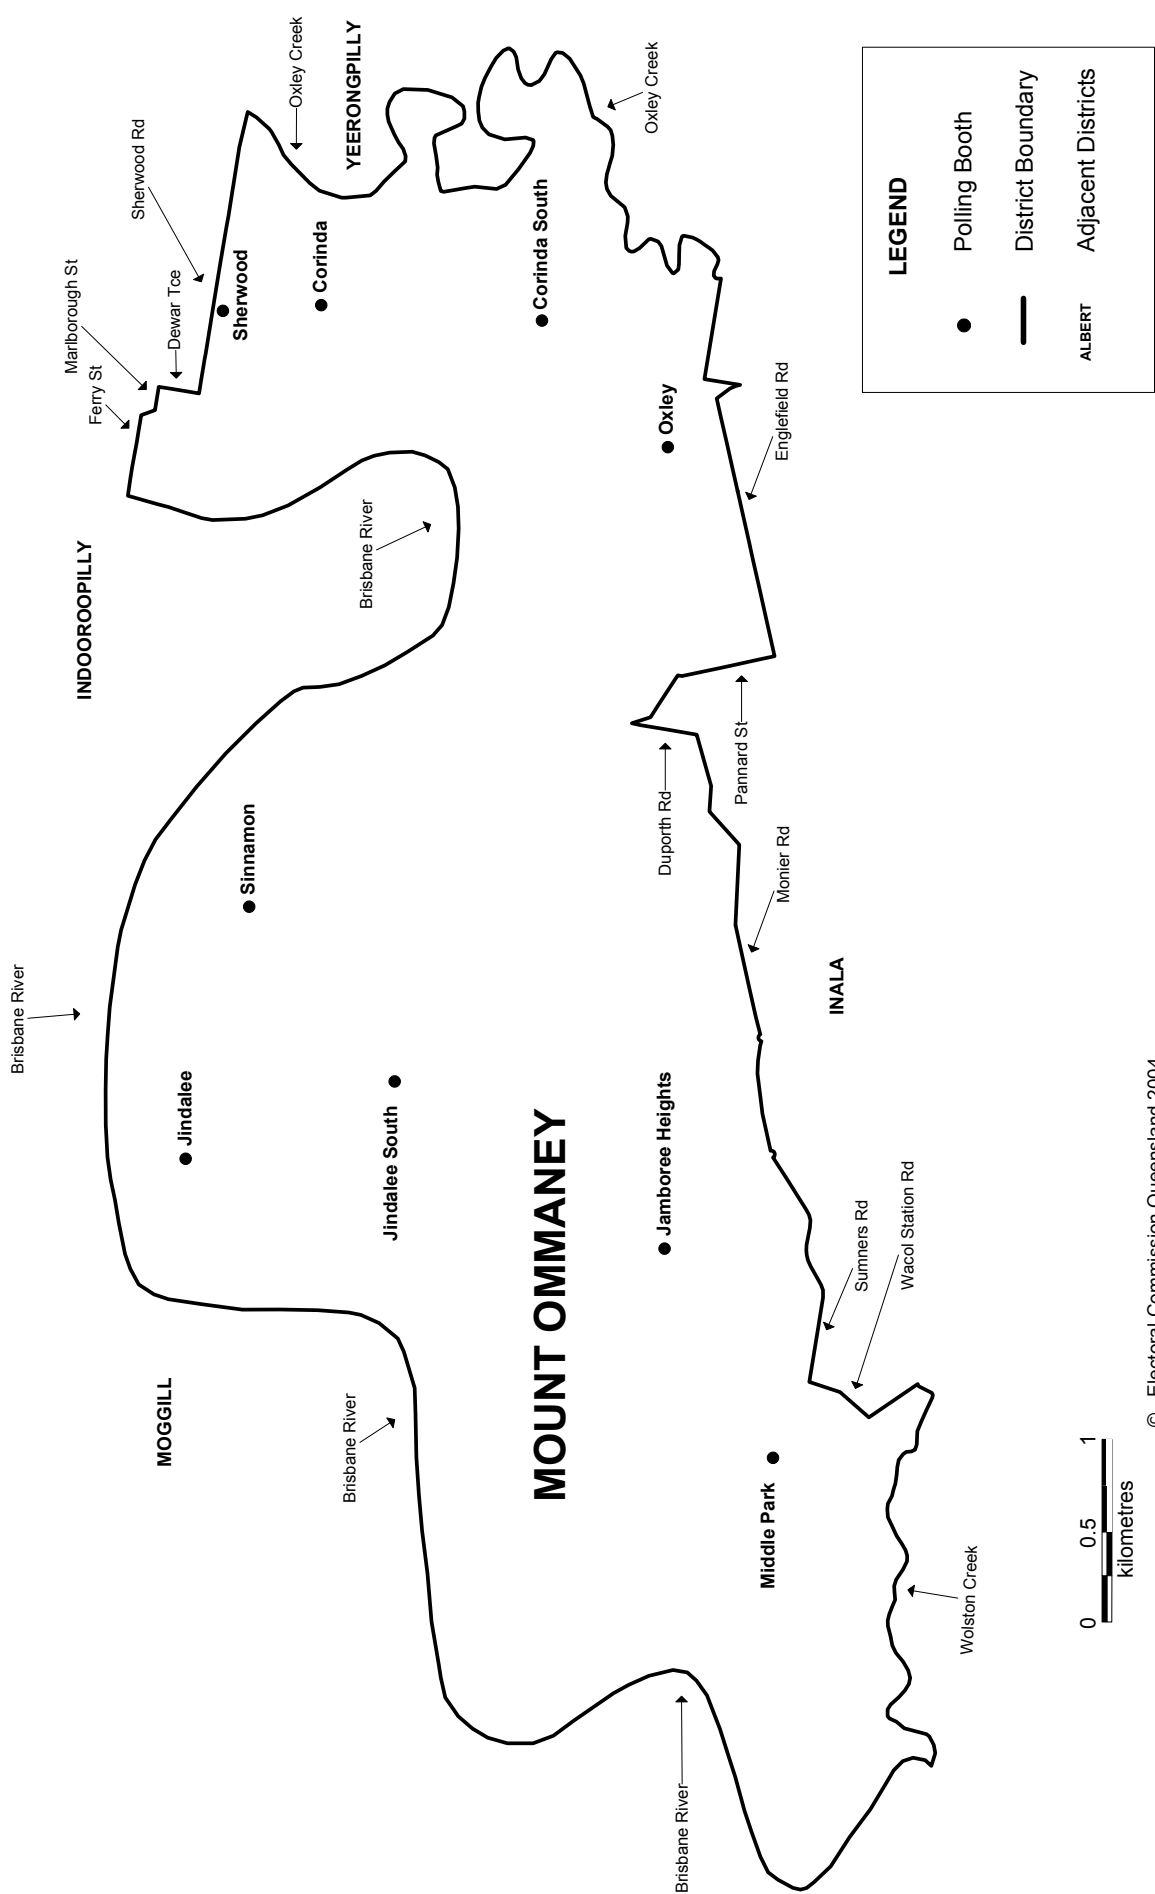 Brisbane River
INDOOROOPILLY
Ferry St
Marlborough St
Dewar Tce
Sherwood Rd
Oxley Creek
YEERONGPILLY
MOGGILL
Jindalee
Sinnamon
Sherwood
Corinda
Brisbane River
Jindalee South
Brisbane River
Corinda South
Oxley Creek
MOUNT OMMANEY
Jamboree Heights
Oxley
Brisbane River
Duporth Rd
Pannard St
Englefield Rd
Middle Park
Monier Rd
INALA
Sumners Rd
Wacol Station Rd
Wolston Creek
LEGEND
Polling Booth
District Boundary
ALBERT Adjacent Districts
0 0.5 1
kilometres
© Electoral Commission Queensland 2004